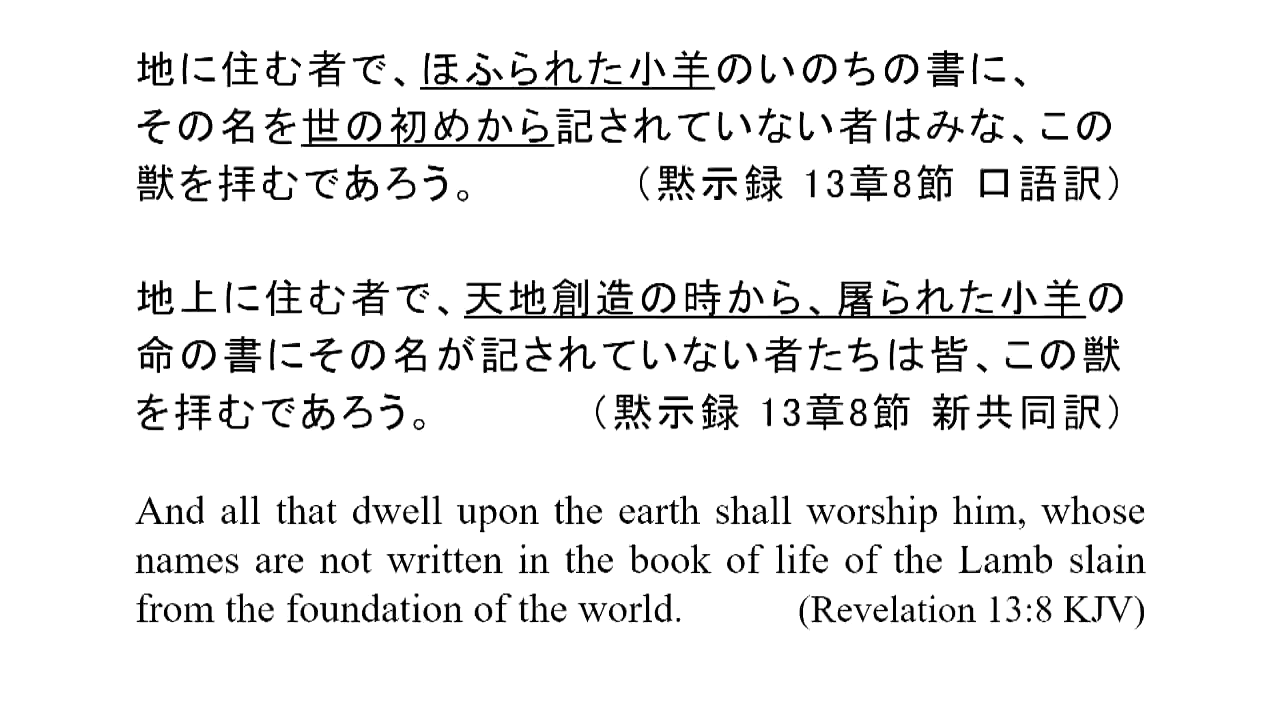 地に住む者で、ほふられた小羊のいのちの書に、
その名を世の初めから記されていない者はみな、この
獣を拝むであろう。 （黙示録 13章8節 口語訳）
地上に住む者で、天地創造の時から、屠られた小羊の
命の書にその名が記されていない者たちは皆、この獣
を拝むであろう。 （黙示録 13章8節 新共同訳）
And all that dwell upon the earth shall worship him, whose
names are not written in the book of life of the Lamb slain
from the foundation of the world. (Revelation 13:8 KJV)